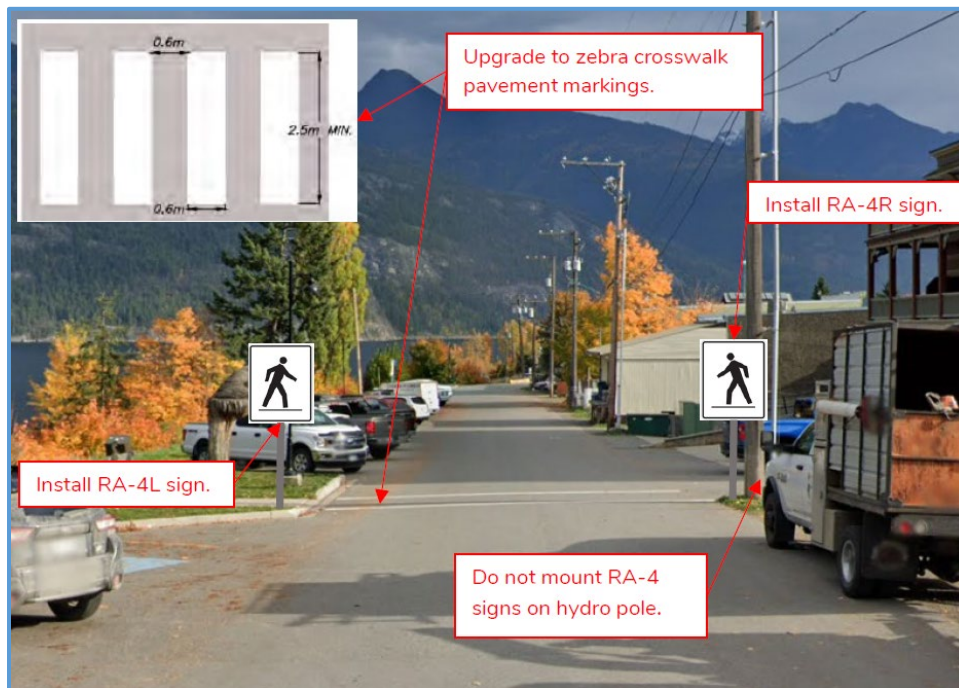 0.6m
2.5m MIN.
0.6m
Upgrade to zebra crosswalk
pavement markings.
Install RA-4R sign.
Install RA-4L sign.
Do not mount RA-4
signs on hydro pole.